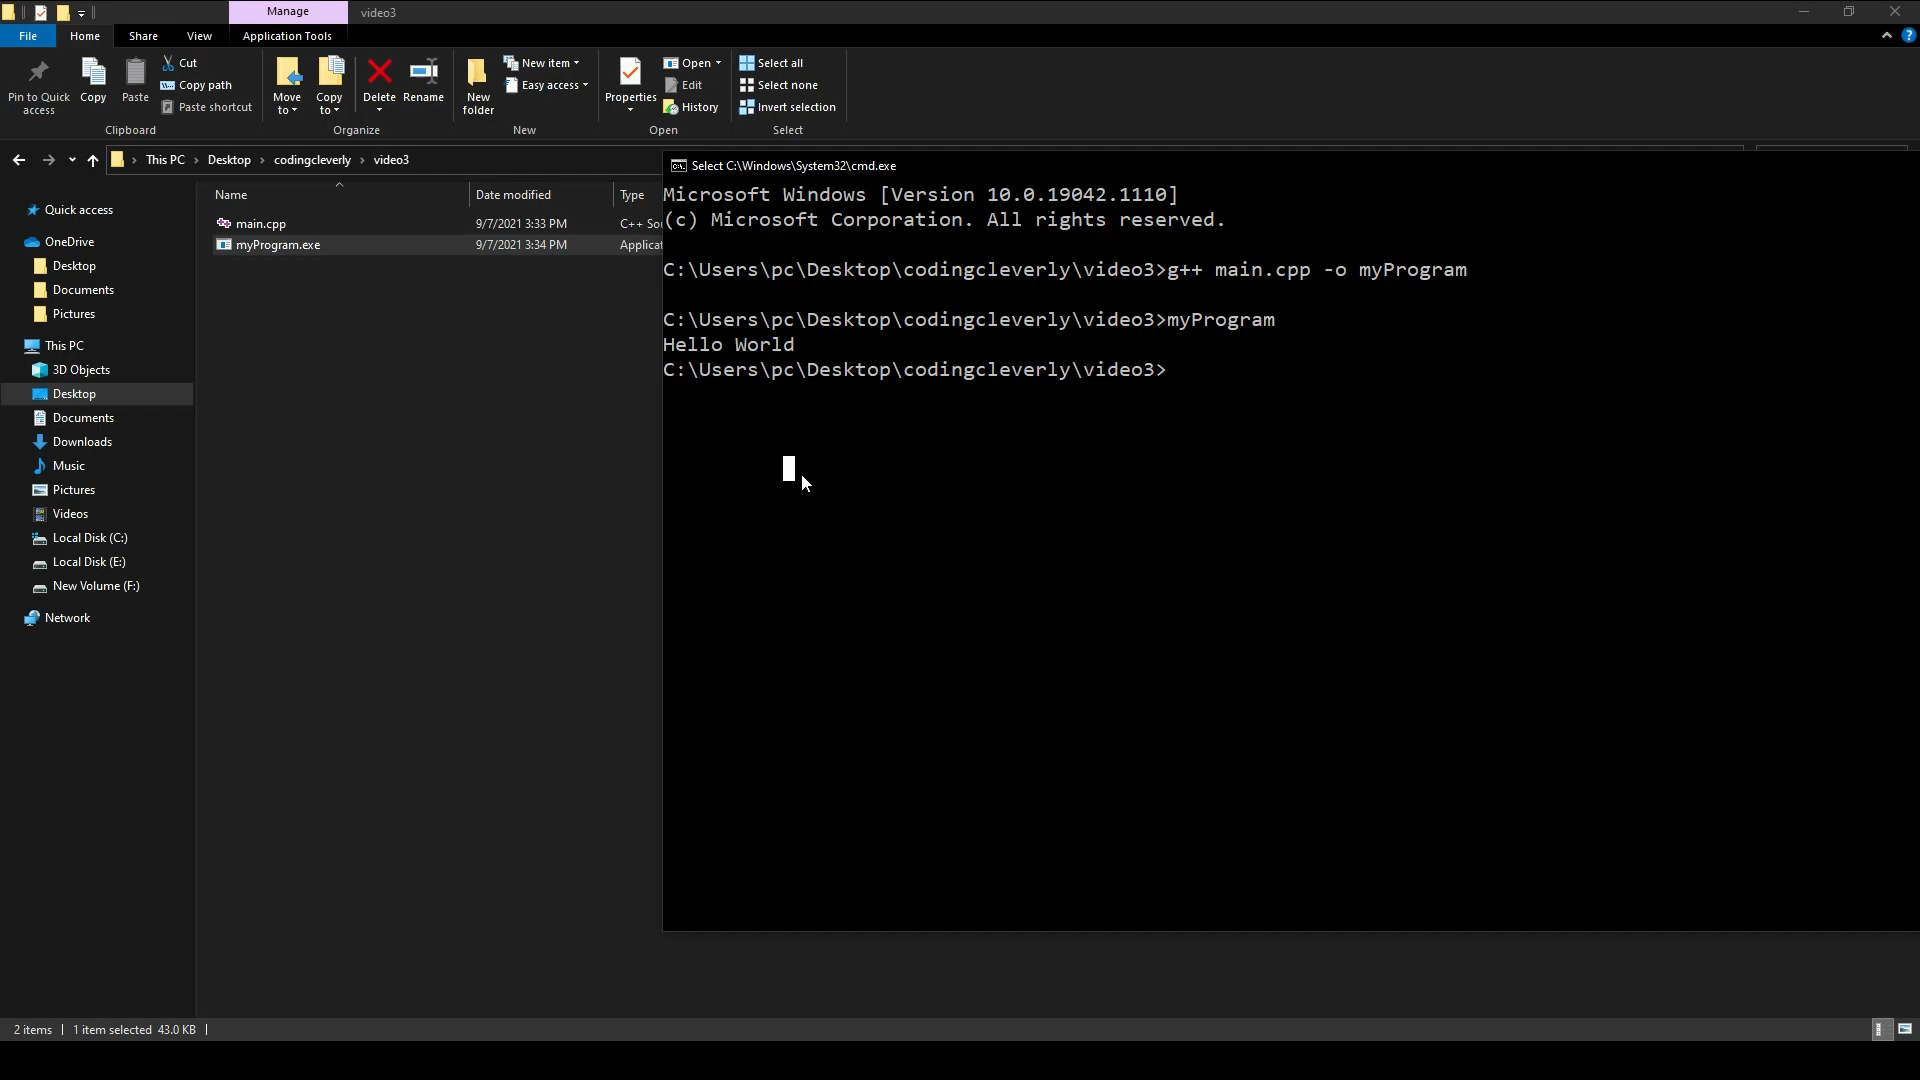 Manage
video3
File
Home
Share
View
Application Tools
Pin to Quick
access
Copy
Paste
Cut
Copy path
Paste shortcut
Clipboard
Move
to
Copy
to
Delete
Rename
Organize
New
folder
New item
Easy access
New
Properties
Open
Edit
History
Open
Select all
Select none
Invert selection
Select
This PC
Desktop
codingcleverly
video3
Name
Date modified
Type
main.cpp
9/7/2021 3:33 PM
C++ So
myProgram.exe
9/7/2021 3:34 PM
Applicat
Quick access
OneDrive
Desktop
Documents
Pictures
This PC
3D Objects
Desktop
Documents
Downloads
Music
Pictures
Videos
Local Disk (C:)
Local Disk (E:)
New Volume (F:)
Network
Select C:\Windows\System32\cmd.exe
Microsoft Windows [Version 10.0.19042.1110]
(c) Microsoft Corporation. All rights reserved.
C:\Users\pc\Desktop\codingcleverly\video3>g++ main.cpp -o myProgram
C:\Users\pc\Desktop\codingcleverly\video3>myProgram
Hello World
C:\Users\pc\Desktop\codingcleverly\video3>
2 items
1 item selected 43.0 KB